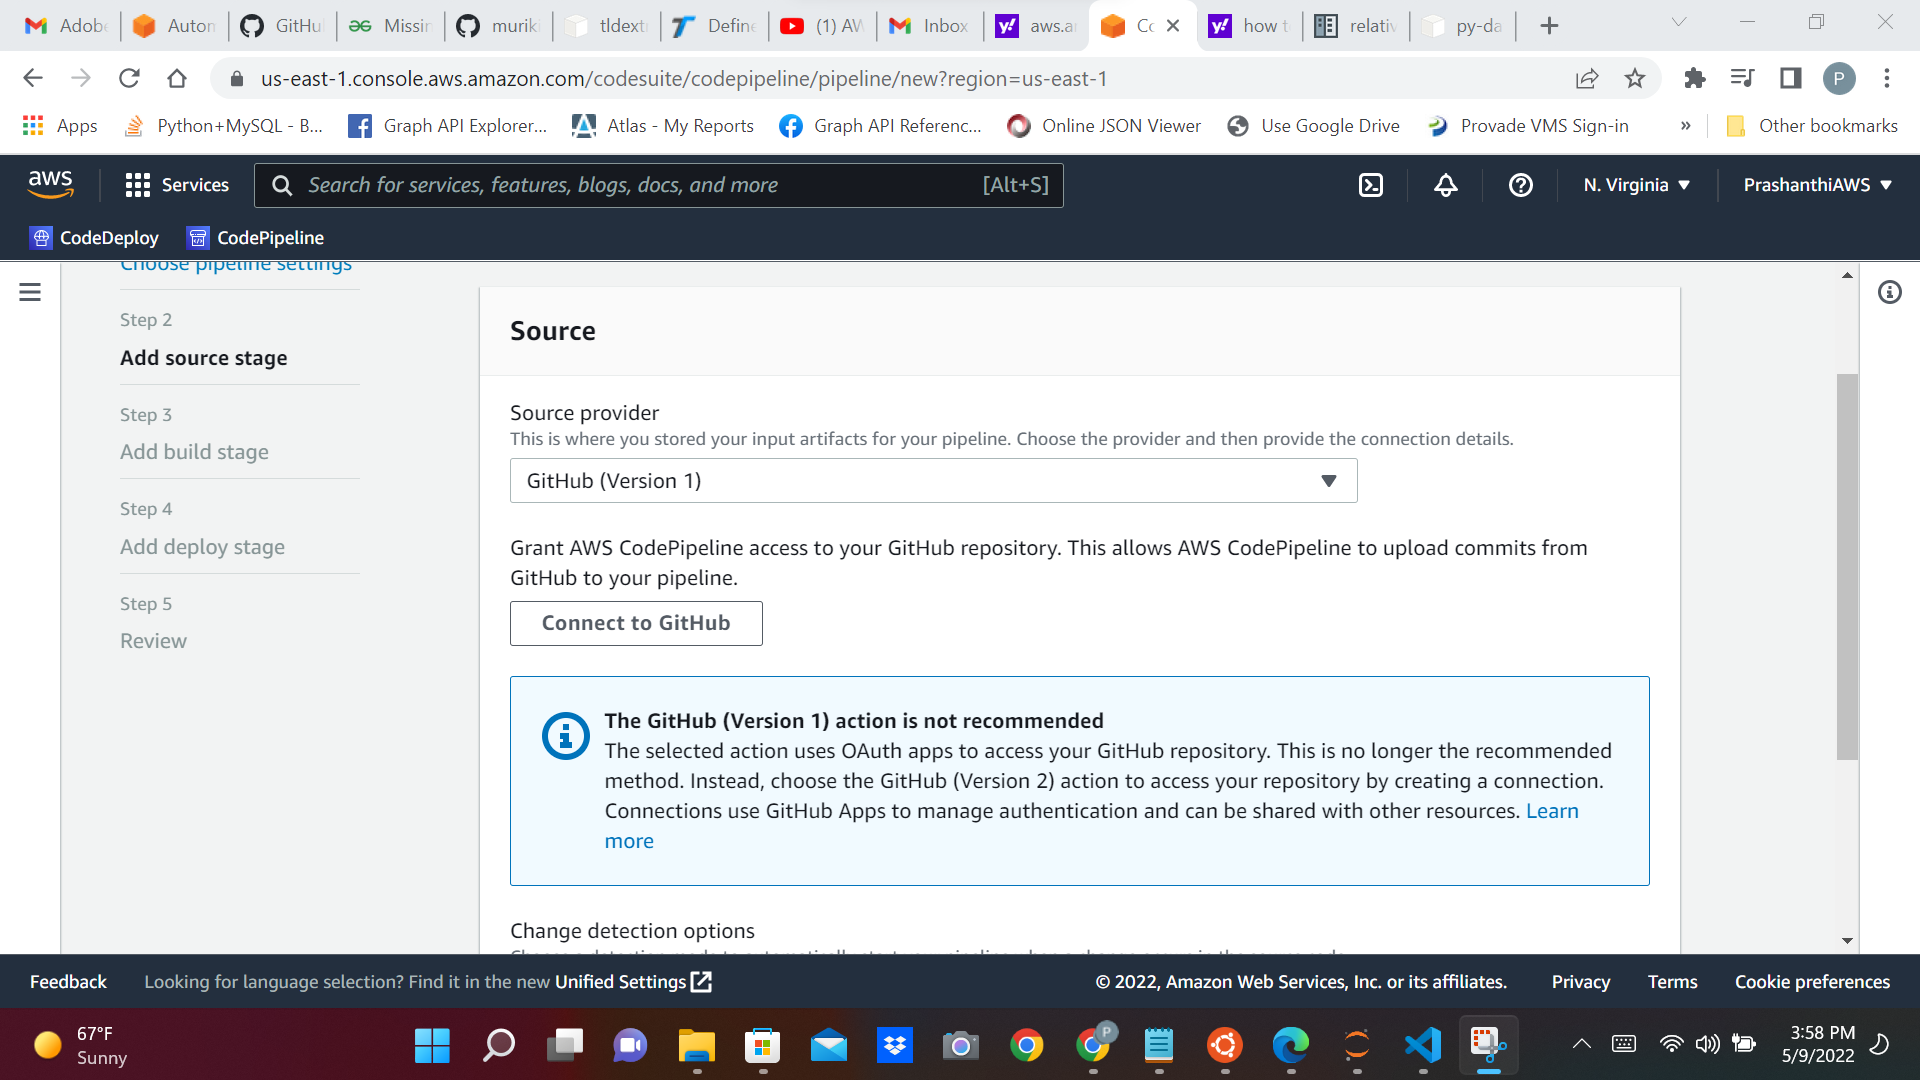 Adobe
Autom
GitHub
Missin
muriki
tldextr
Define
(1) AW
Inbox
aws.an
Co
how to
relativ
py-da
us-east-1.console.aws.amazon.com/codesuite/codepipeline/pipeline/new?region=us-east-1
P
Apps
Python+MySQL - B...
Graph API Explorer...
Atlas - My Reports
Graph API Referenc...
Online JSON Viewer
Use Google Drive
Provade VMS Sign-in
»
Other bookmarks
aws
Services
Search for services, features, blogs, docs, and more
[Alt+S]
N. Virginia
PrashanthiAWS
CodeDeploy
CodePipeline
Choose pipeline settings
Step 2
Add source stage
Step 3
Add build stage
Step 4
Add deploy stage
Step 5
Review
Source
Source provider
This is where you stored your input artifacts for your pipeline. Choose the provider and then provide the connection details.
GitHub (Version 1)
Grant AWS CodePipeline access to your GitHub repository. This allows AWS CodePipeline to upload commits from
GitHub to your pipeline.
Connect to GitHub
The GitHub (Version 1) action is not recommended
The selected action uses OAuth apps to access your GitHub repository. This is no longer the recommended
method. Instead, choose the GitHub (Version 2) action to access your repository by creating a connection.
Connections use GitHub Apps to manage authentication and can be shared with other resources. Learn
more
Change detection options
Feedback
Looking for language selection? Find it in the new Unified Settings
© 2022, Amazon Web Services, Inc. or its affiliates.
Privacy
Terms
Cookie preferences
67°F
Sunny
P
3:58 PM
5/9/2022